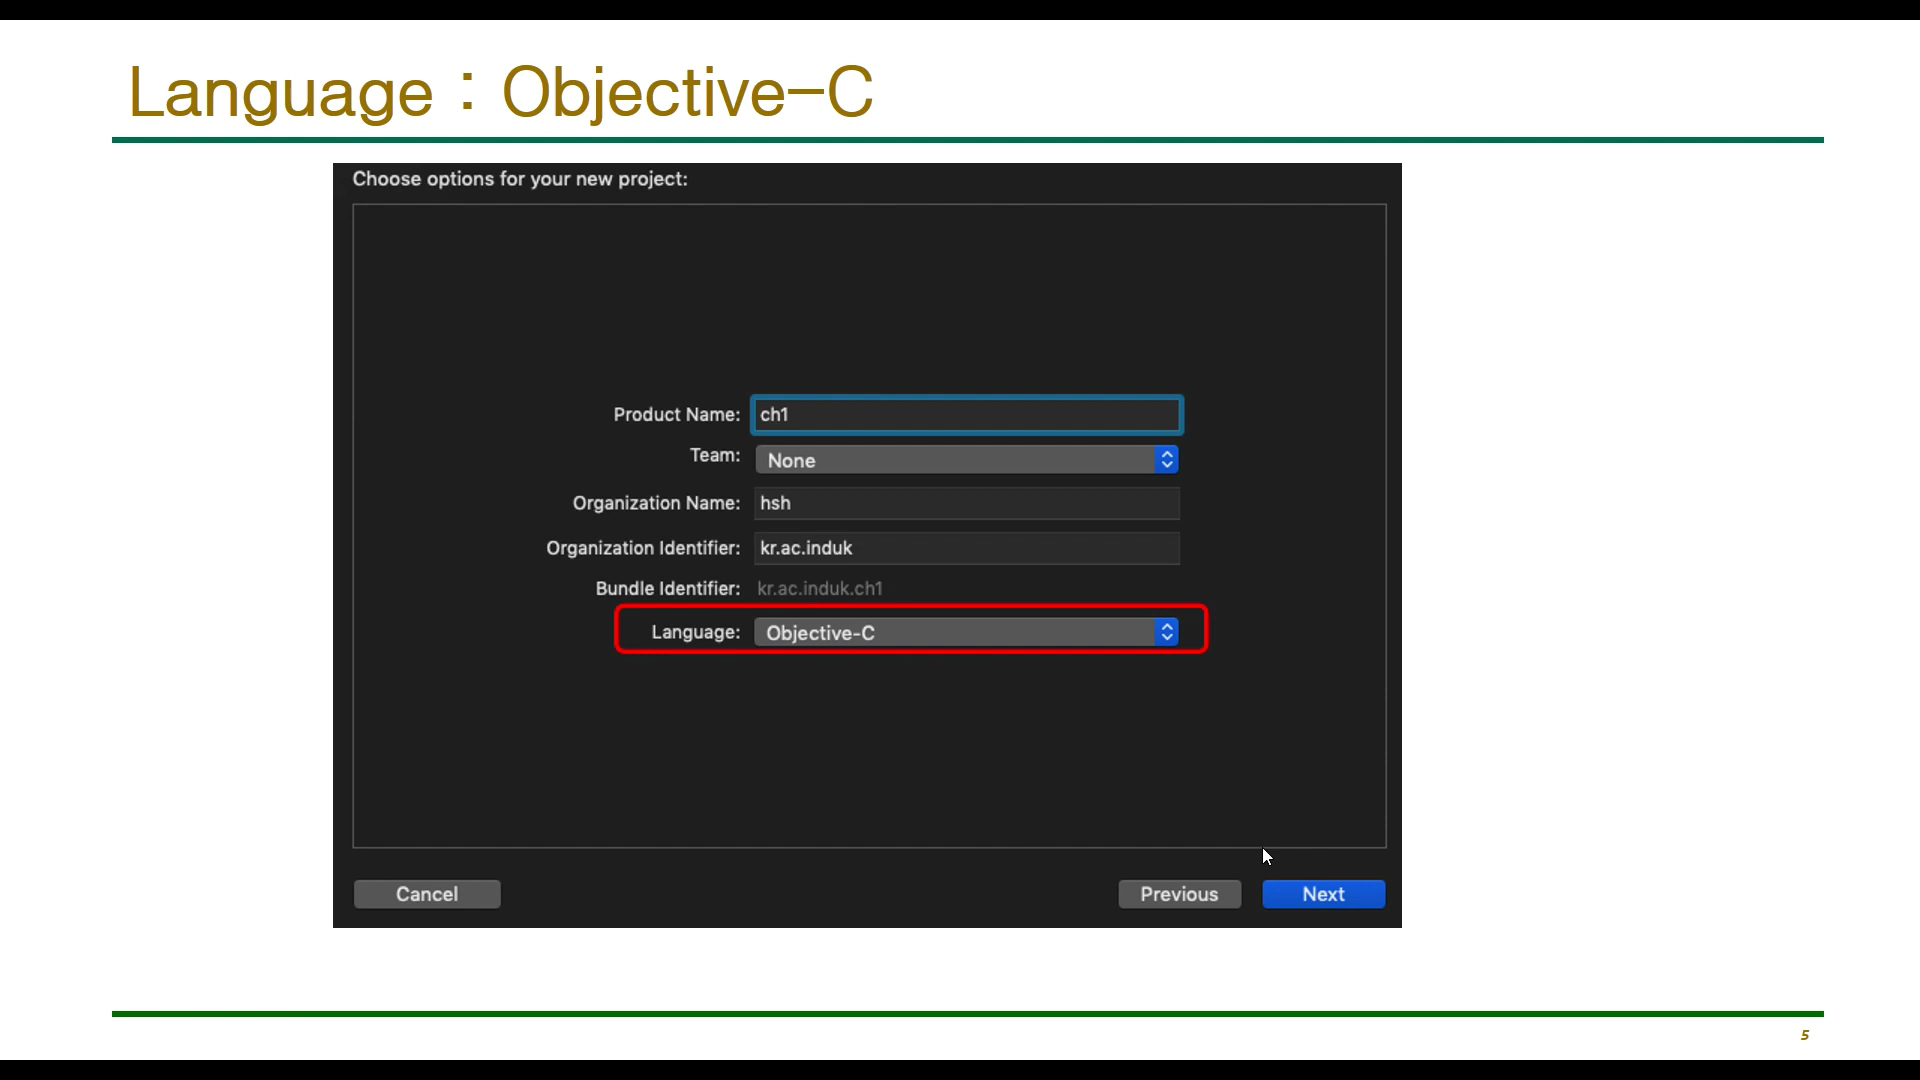 Language : Objective-C
Choose options for your new project:
Product Name: ch1
Team: None
Organization Name: hsh
Organization Identifier: kr.ac.induk
Bundle Identifier: kr.ac.induk.ch1
Language: Objective-C
Cancel Previous Next
5